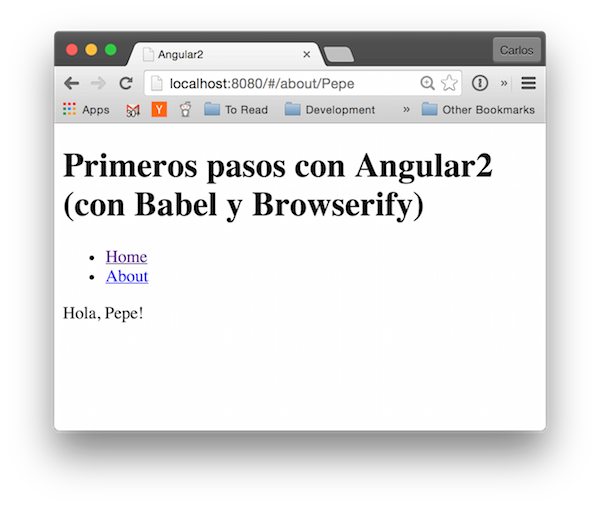 Angular2
Carlos
localhost:8080/#/about/Pepe
Apps 30+ Y To Read Development » Other Bookmarks
Primeros pasos con Angular2
(con Babel y Browserify)
Home
About
Hola, Pepe!